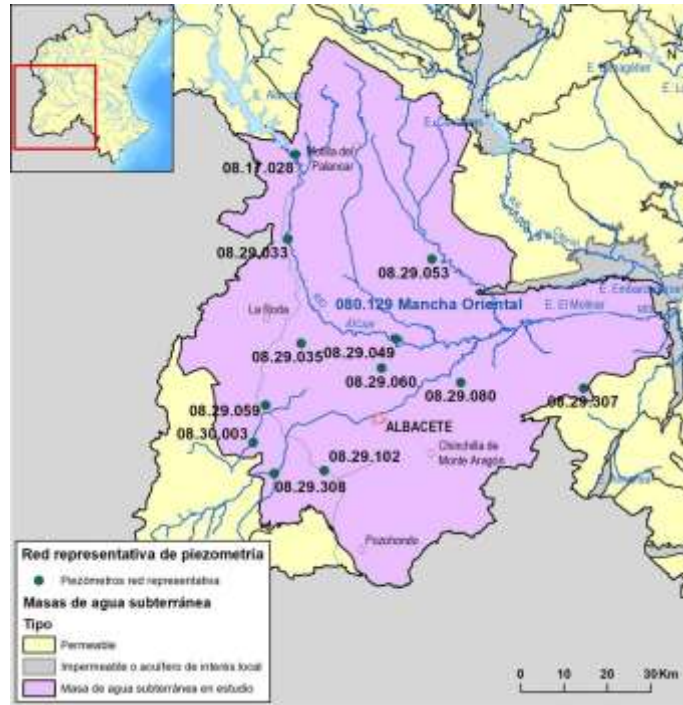 E. Alarcón
Motilla del
Palancar
08.17.028
08.29.033
08.29.053
E. Embarcaderos
080.129 Mancha Oriental
E. El Molinar
La Roda
Río
Júcar
08.29.035
08.29.049
08.29.060
08.29.080
08.29.307
08.29.059
ALBACETE
08.30.003
Chinchilla de
Monte Aragón
08.29.102
08.29.308
Pozohondo
Red representativa de piezometría
Piezómetros red representativa
Masas de agua subterránea
Tipo
Permeable
Impermeable o acuífero de interés local
Masa de agua subterránea en estudio
0 10 20 30 Km